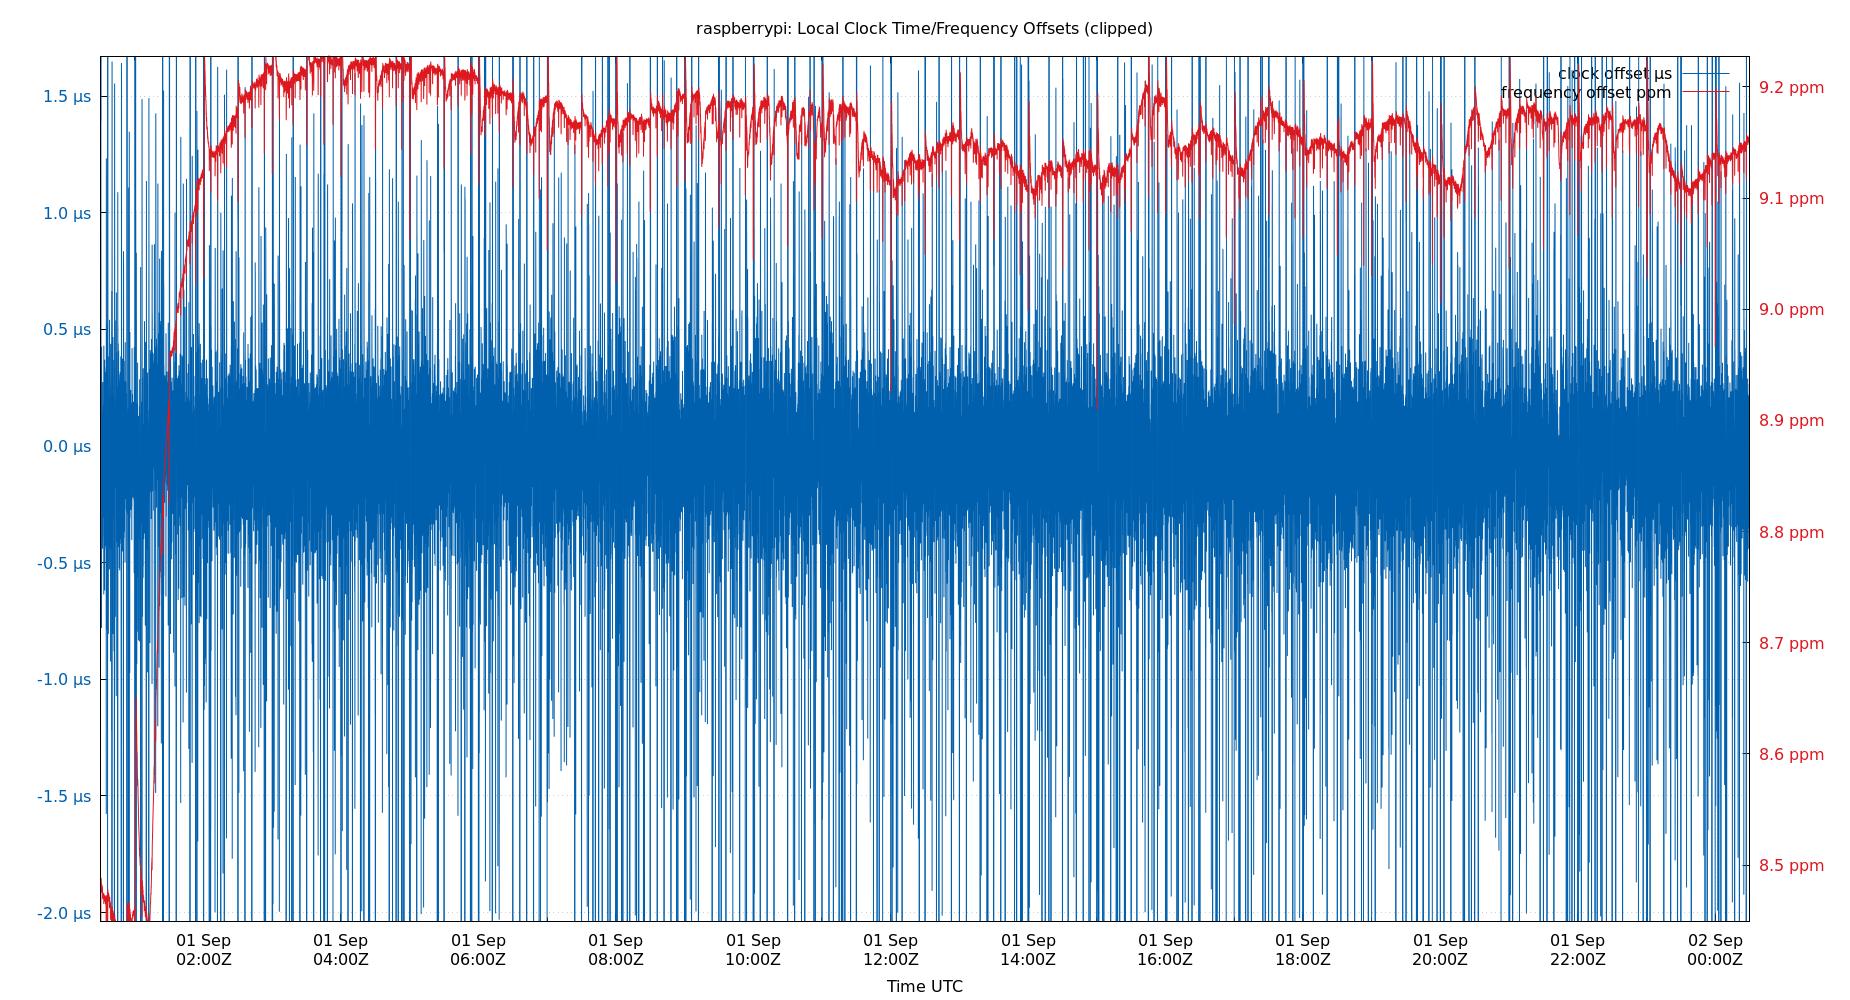 raspberrypi: Local Clock Time/Frequency Offsets (clipped)
clock offset µs
frequency offset ppm
1.5 µs
1.0 µs
0.5 µs
0.0 µs
-0.5 µs
-1.0 µs
-1.5 µs
-2.0 µs
9.2 ppm
9.1 ppm
9.0 ppm
8.9 ppm
8.8 ppm
8.7 ppm
8.6 ppm
8.5 ppm
01 Sep 01 Sep 01 Sep 01 Sep 01 Sep 01 Sep 01 Sep 01 Sep 01 Sep 01 Sep 01 Sep 02 Sep
02:00Z 04:00Z 06:00Z 08:00Z 10:00Z 12:00Z 14:00Z 16:00Z 18:00Z 20:00Z 22:00Z 00:00Z
Time UTC